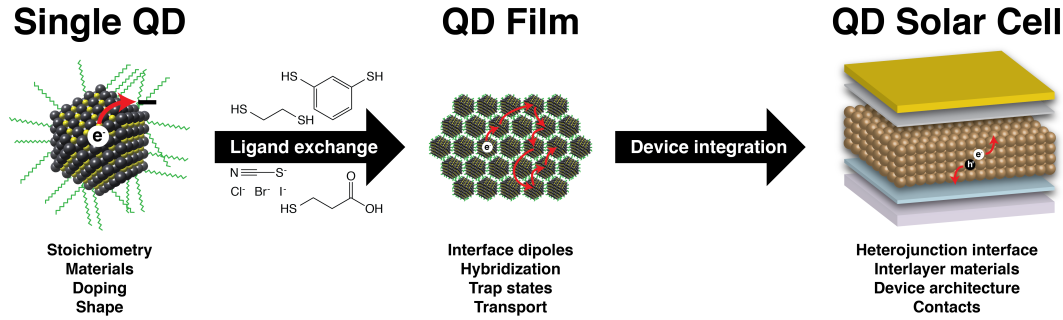 Single QD
QD Film
QD Solar Cell
e-
HS
SH
HS
SH
Ligand exchange
N
S-
Cl- Br- I-
O
HS
OH
e-
Device integration
e-
h+
Stoichiometry
Materials
Doping
Shape
Interface dipoles
Hybridization
Trap states
Transport
Heterojunction interface
Interlayer materials
Device architecture
Contacts